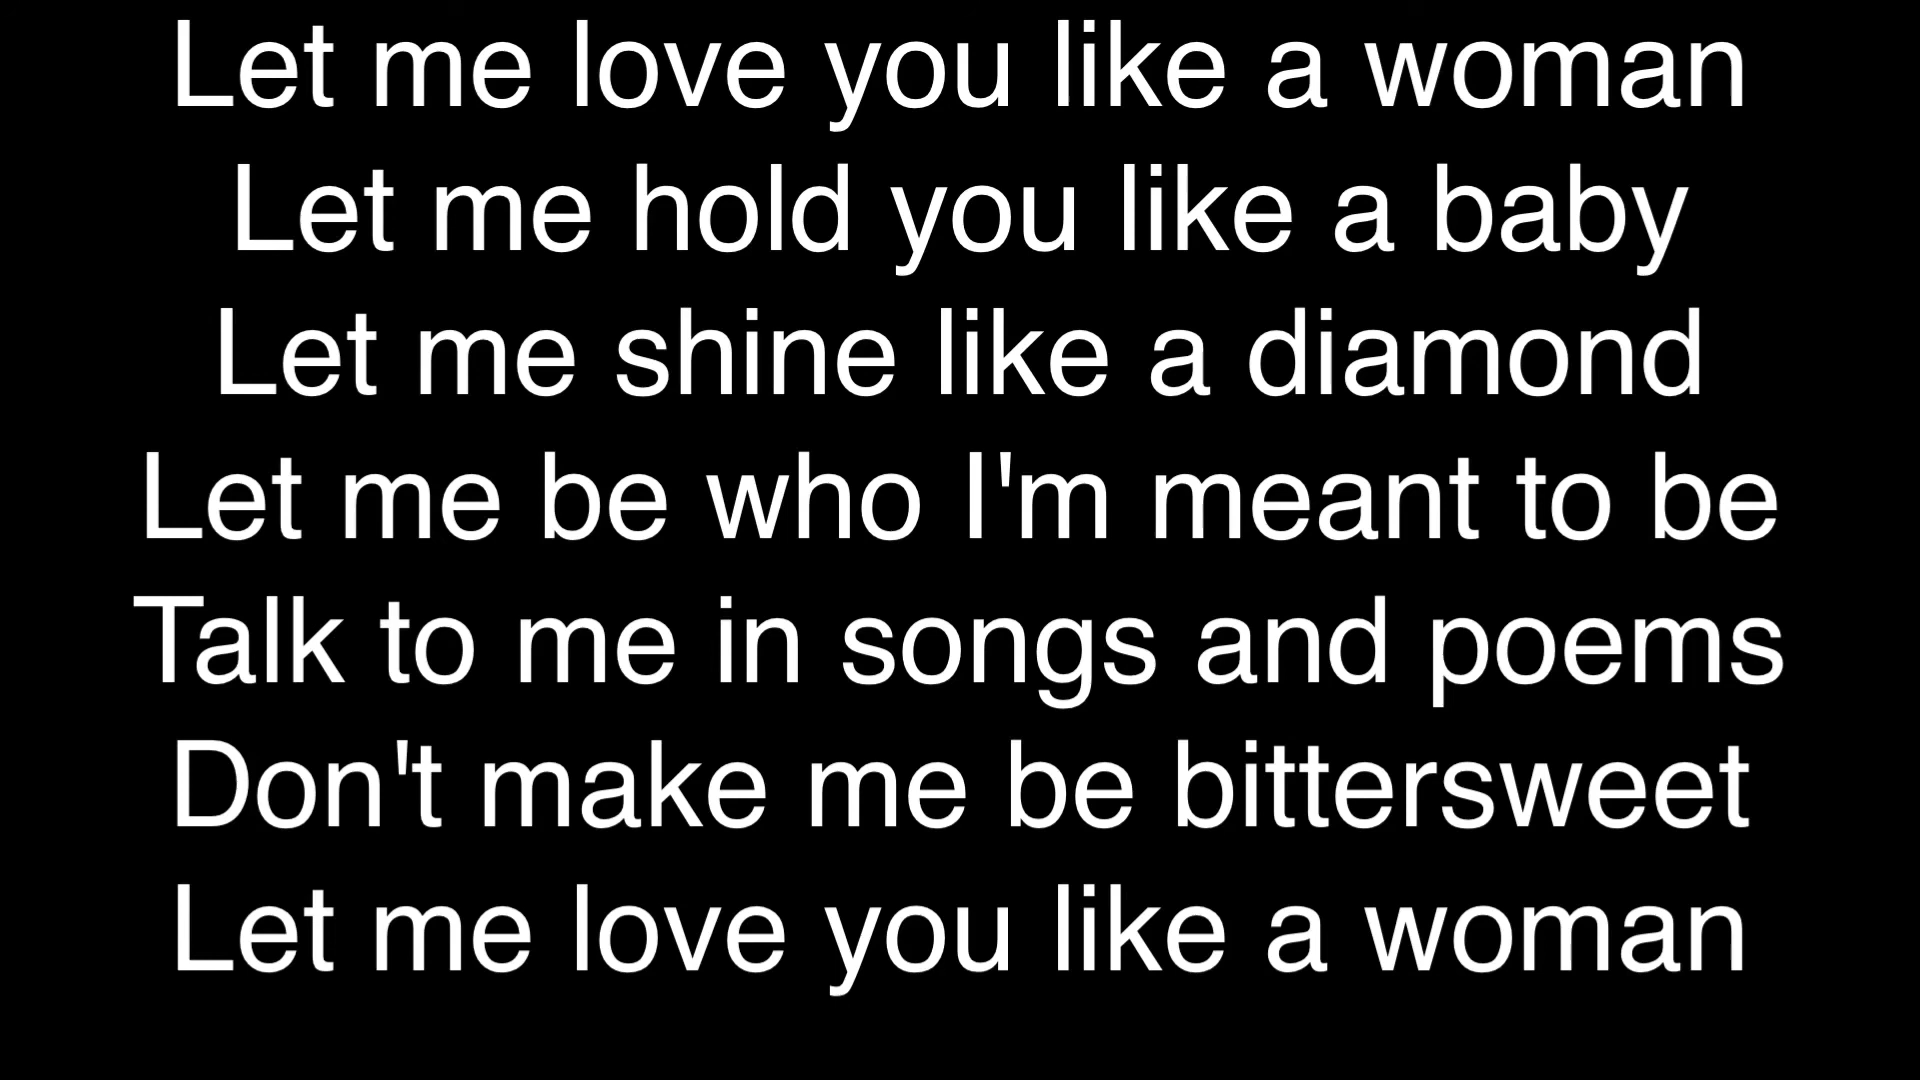 Let me love you like a woman
Let me hold you like a baby
Let me shine like a diamond
Let me be who I'm meant to be
Talk to me in songs and poems
Don't make me be bittersweet
Let me love you like a woman